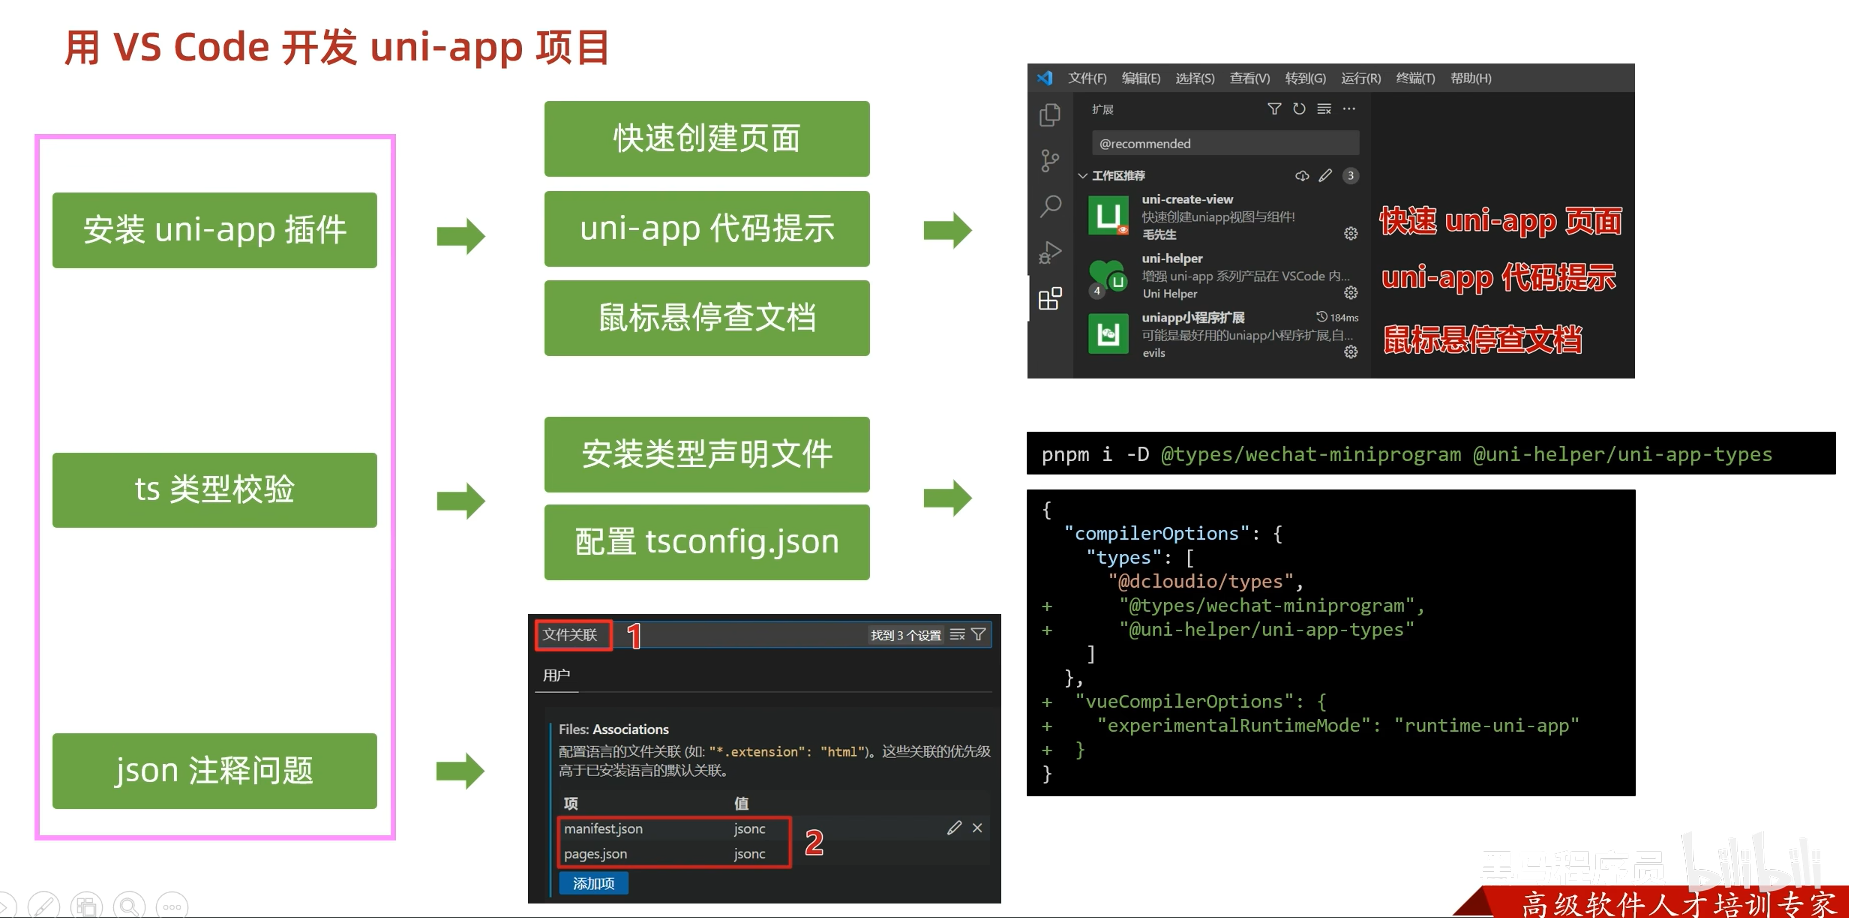 用 VS Code 开发 uni-app 项目
安装 uni-app 插件
ts 类型校验
json 注释问题
快速创建页面
uni-app 代码提示
鼠标悬停查文档
安装类型声明文件
配置 tsconfig.json
文件(F) 编辑(E) 选择(S) 查看(V) 转到(G) 运行(R) 终端(T) 帮助(H)
扩展
@recommended
工作区推荐 3
uni-create-view
快速创建uniapp视图与组件!
毛先生
uni-helper
增强 uni-app 系列产品在 VSCode 内...
4 Uni Helper
uniapp小程序扩展 184ms
可能是最好用的uniapp小程序扩展,自...
evils
快速 uni-app 页面
uni-app 代码提示
鼠标悬停查文档
pnpm i -D @types/wechat-miniprogram @uni-helper/uni-app-types
{
"compilerOptions": {
"types": [
"@dcloudio/types",
+ "@types/wechat-miniprogram",
+ "@uni-helper/uni-app-types"
]
},
+ "vueCompilerOptions": {
+ "experimentalRuntimeMode": "runtime-uni-app"
+ }
}
文件关联 1 找到 3 个设置
用户
Files: Associations
配置语言的文件关联 (如: "*.extension": "html")。这些关联的优先级
高于已安装语言的默认关联。
项 值
manifest.json jsonc
pages.json jsonc
2
添加项
黑马程序员 bilibili
高级软件人才培训专家